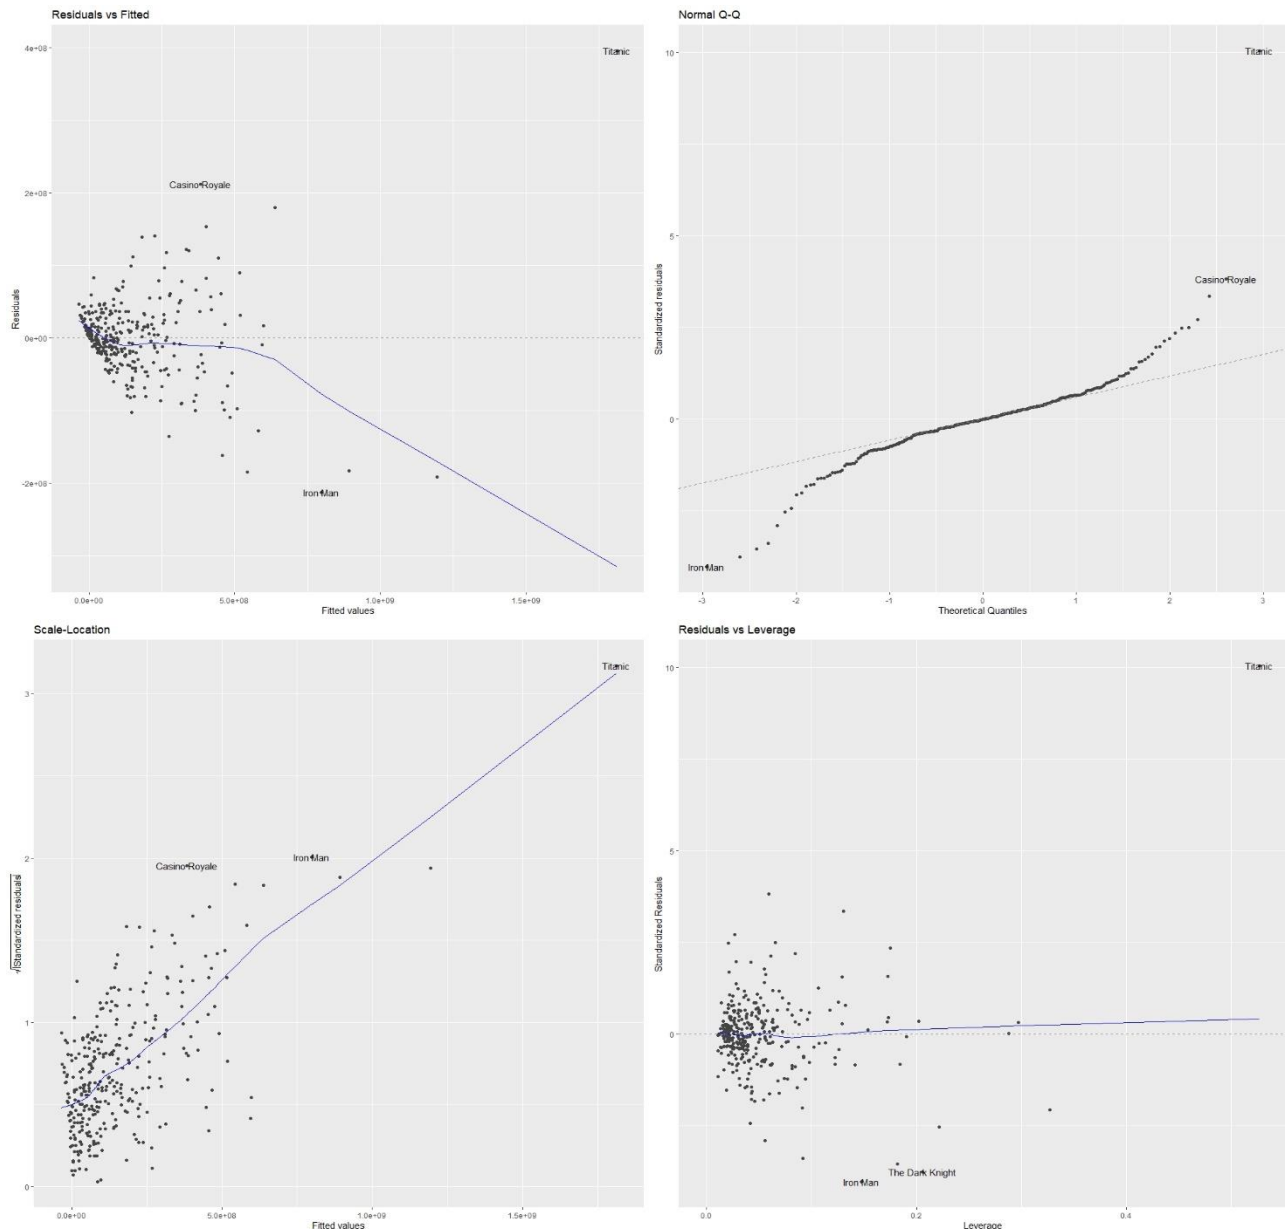 Residuals vs Fitted
4e+08
2e+08
0e+00
-2e+08
Residuals
Titanic
Casino Royale
Iron Man
0.0e+00 5.0e+08 1.0e+09 1.5e+09
Fitted values
Normal Q-Q
10
5
0
Standardized residuals
Titanic
Casino Royale
Iron Man
-3 -2 -1 0 1 2 3
Theoretical Quantiles
Scale-Location
3
2
1
0
√|Standardized residuals|
Titanic
Casino Royale
Iron Man
0.0e+00 5.0e+08 1.0e+09 1.5e+09
Fitted values
Residuals vs Leverage
10
5
0
Standardized Residuals
Titanic
The Dark Knight
Iron Man
0.0 0.2 0.4
Leverage